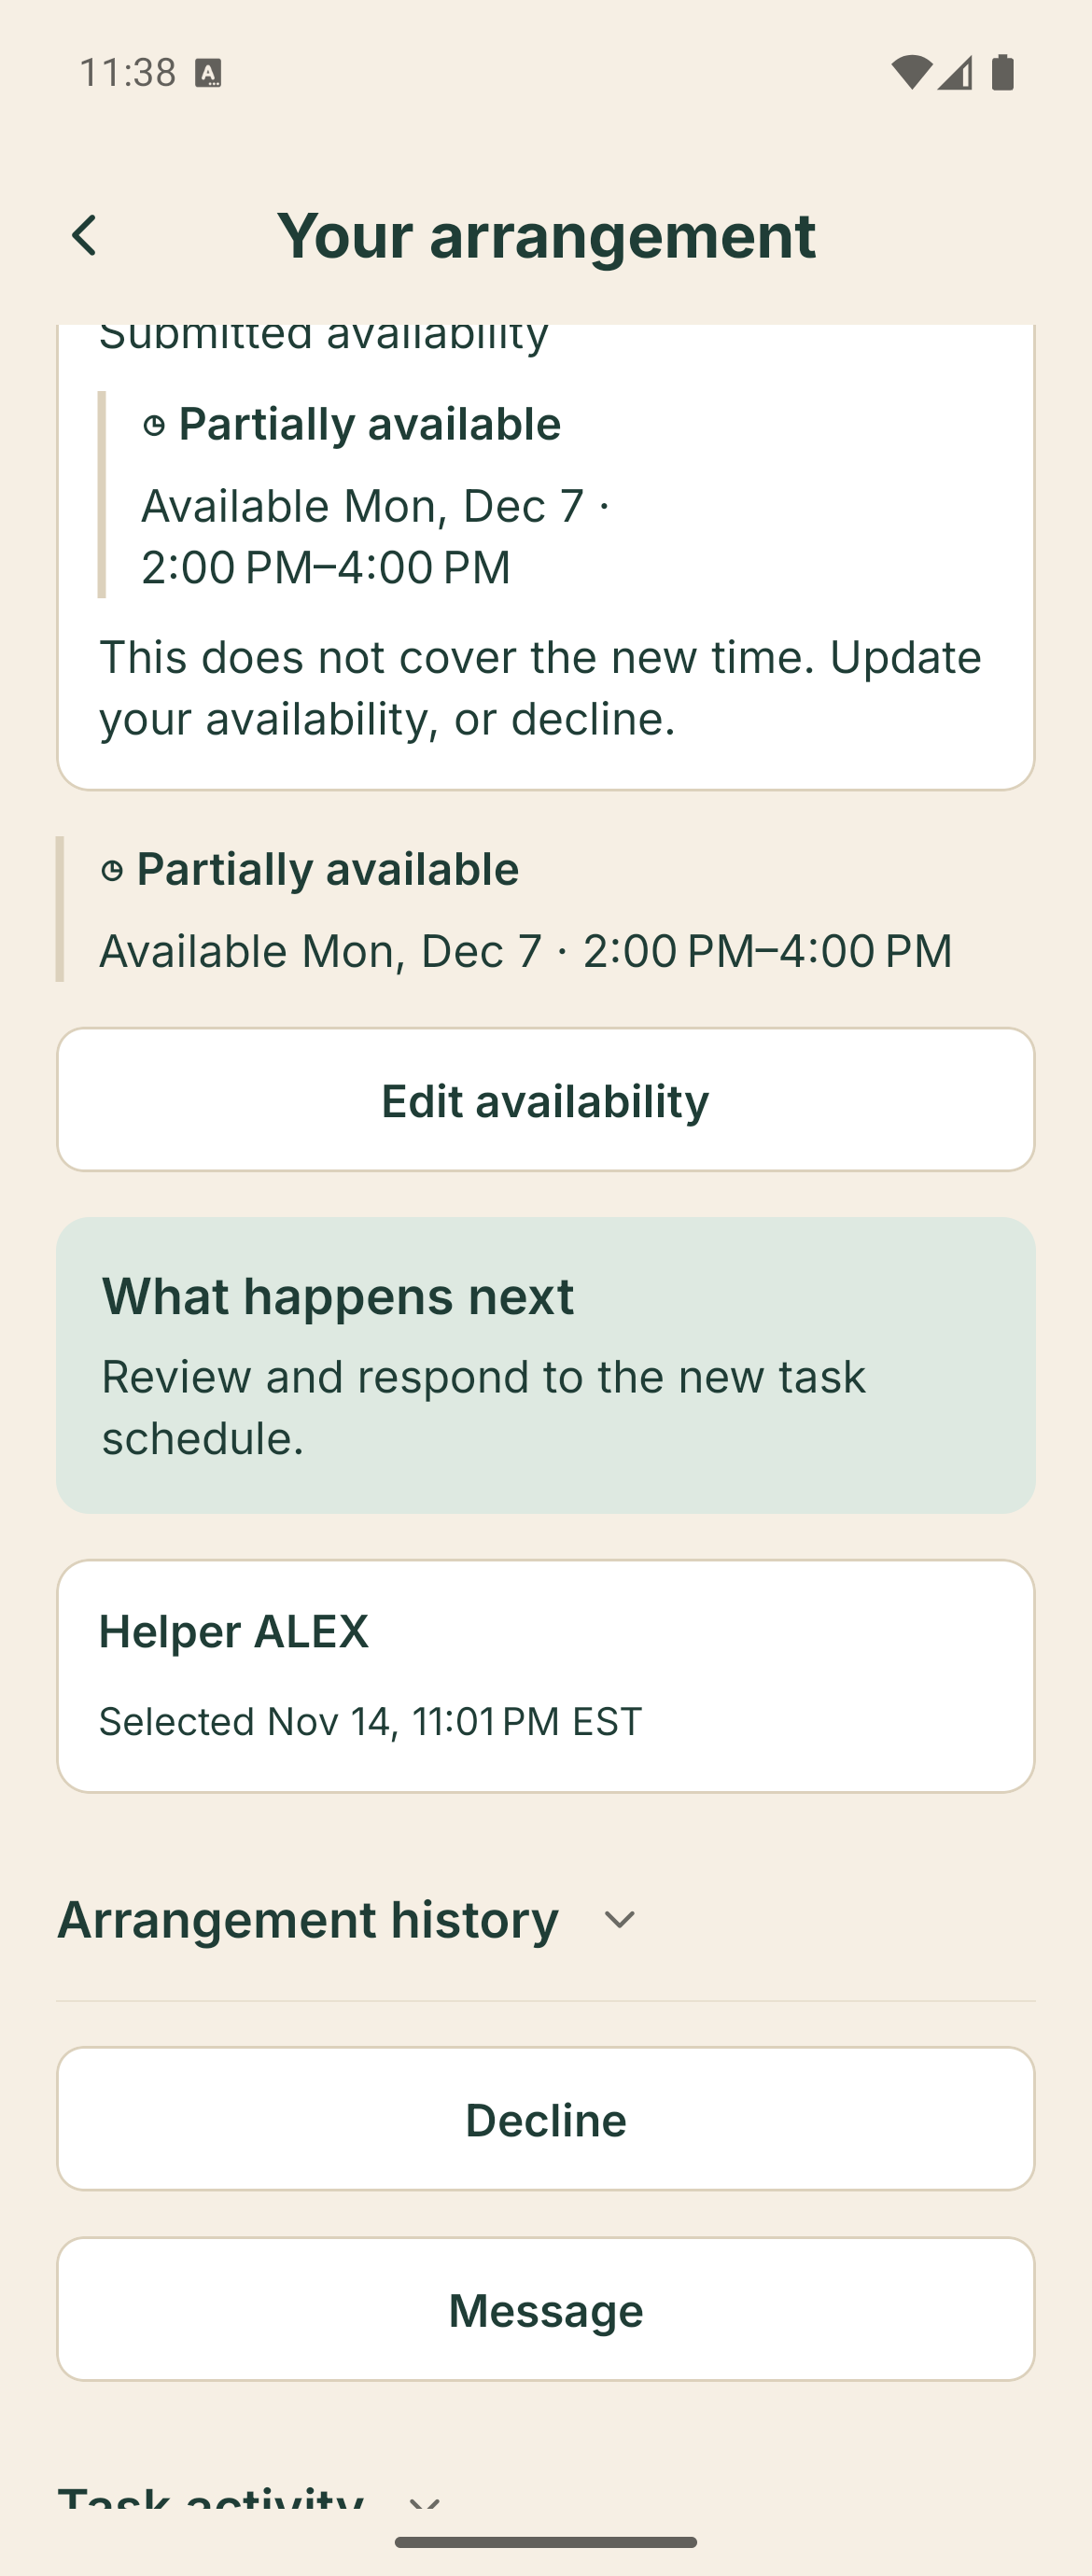 11:38
Your arrangement
Submitted availability
Partially available
Available Mon, Dec 7 ·
2:00 PM–4:00 PM
This does not cover the new time. Update
your availability, or decline.
Partially available
Available Mon, Dec 7 · 2:00 PM–4:00 PM
Edit availability
What happens next
Review and respond to the new task
schedule.
Helper ALEX
Selected Nov 14, 11:01 PM EST
Arrangement history
Decline
Message
Task activity